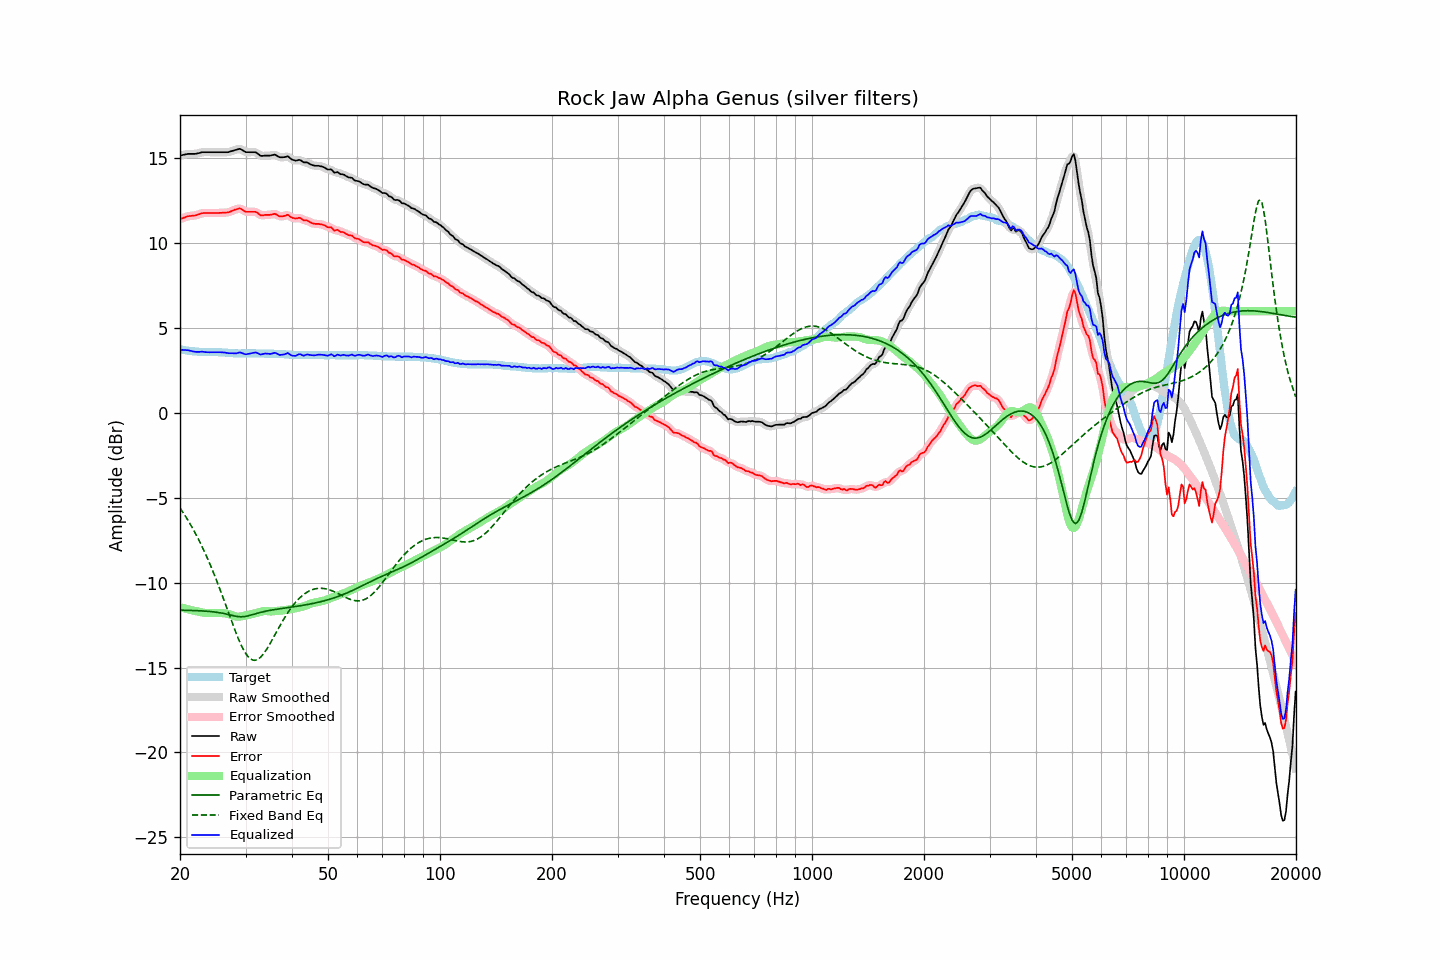 Rock Jaw Alpha Genus (silver filters)
15
10
5
0
−5
−10
−15
−20
−25
Amplitude (dBr)
Target
Raw Smoothed
Error Smoothed
Raw
Error
Equalization
Parametric Eq
Fixed Band Eq
Equalized
20 50 100 200 500 1000 2000 5000 10000 20000
Frequency (Hz)